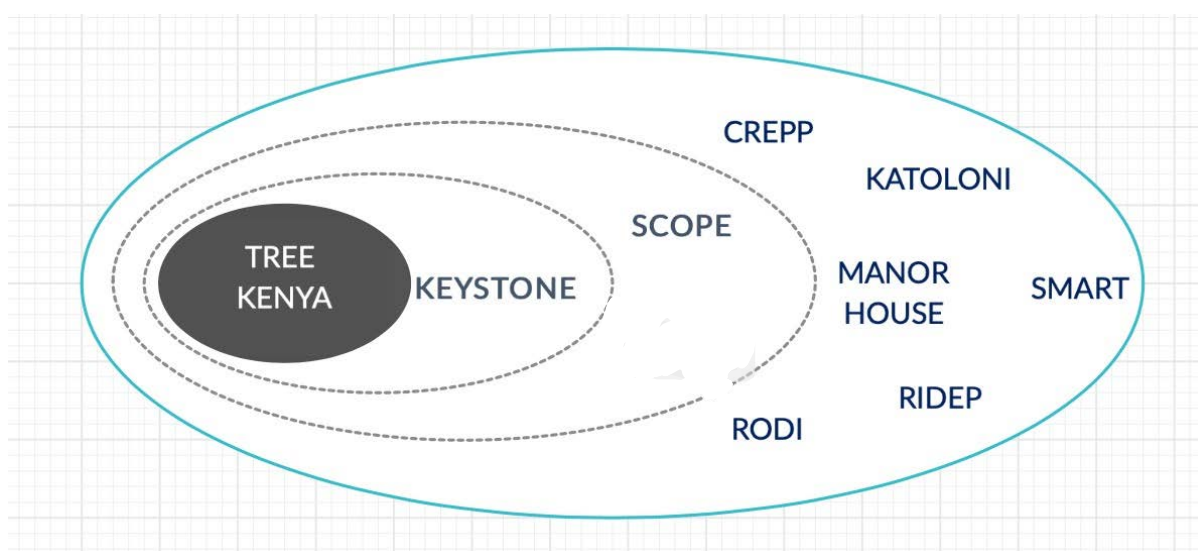 CREPP
KATOLONI
SCOPE
TREE
KENYA
KEYSTONE
MANOR
HOUSE
SMART
RIDEP
RODI